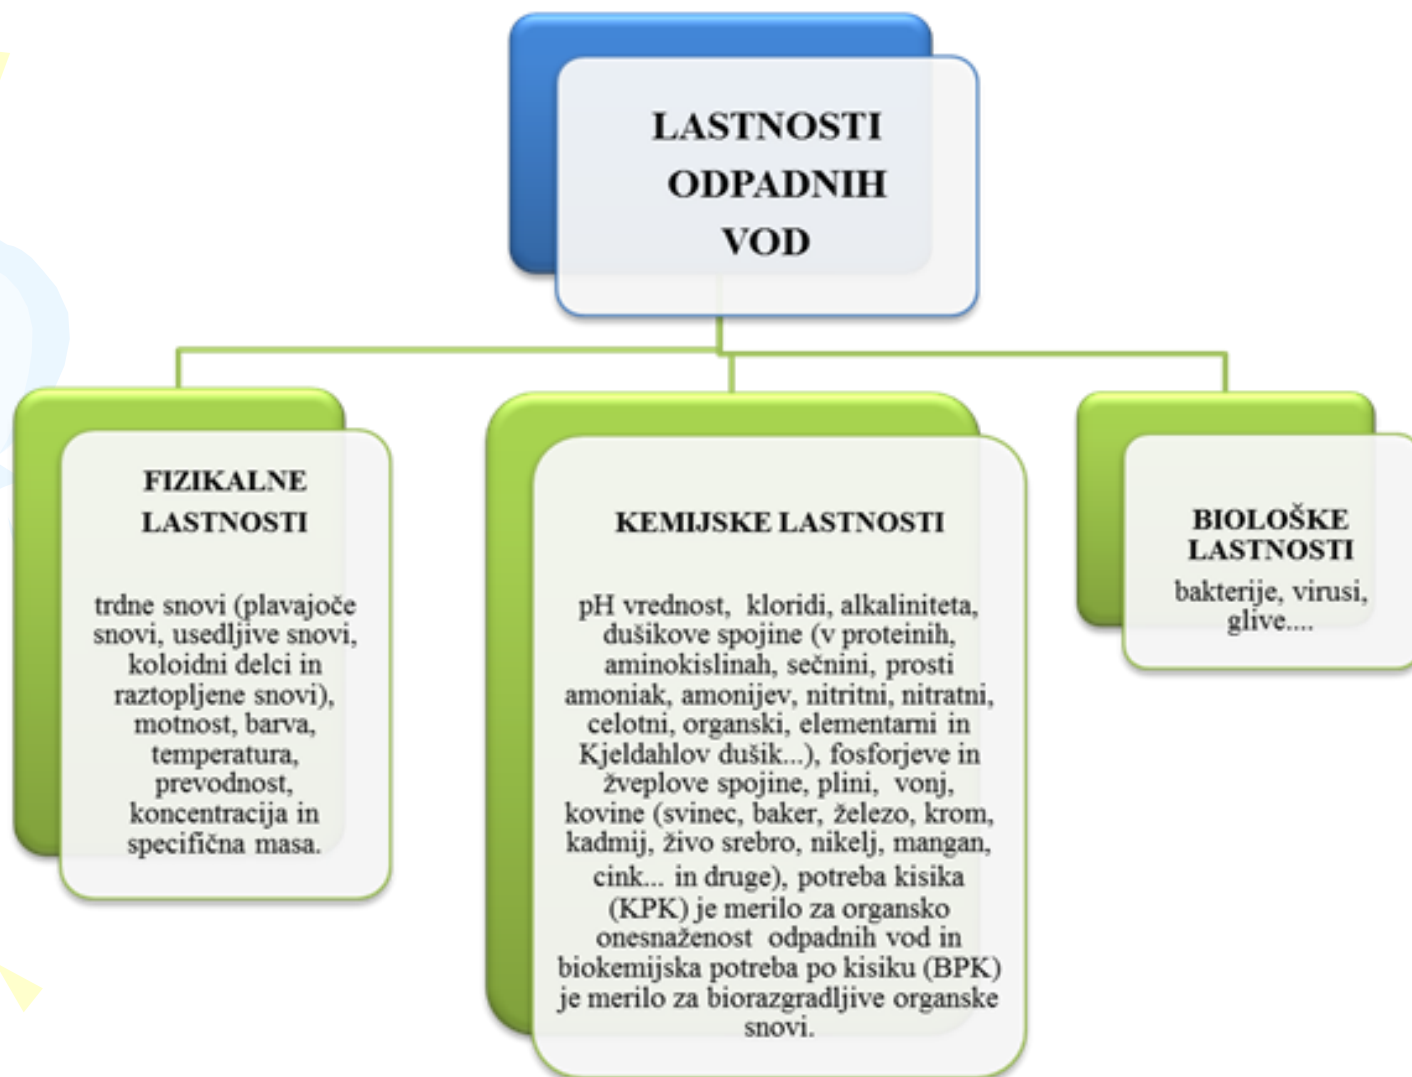 LASTNOSTI
ODPADNIH
VOD
FIZIKALNE
LASTNOSTI
trdne snovi (plavajoče
snovi, usedljive snovi,
koloidni delci in
raztopljene snovi),
motnost, barva,
temperatura,
prevodnost,
koncentracija in
specifična masa.
KEMIJSKE LASTNOSTI
pH vrednost, kloridi, alkaliniteta,
dušikove spojine (v proteinih,
aminokislinah, sečnini, prosti
amoniak, amonijev, nitritni, nitratni,
celotni, organski, elementarni in
Kjeldahlov dušik...), fosforjeve in
žveplove spojine, plini, vonj,
kovine (svinec, baker, železo, krom,
kadmij, živo srebro, nikelj, mangan,
cink... in druge), potreba kisika
(KPK) je merilo za organsko
onesnaženost odpadnih vod in
biokemijska potreba po kisiku (BPK)
je merilo za biorazgradljive organske
snovi.
BIOLOŠKE
LASTNOSTI
bakterije, virusi,
glive....